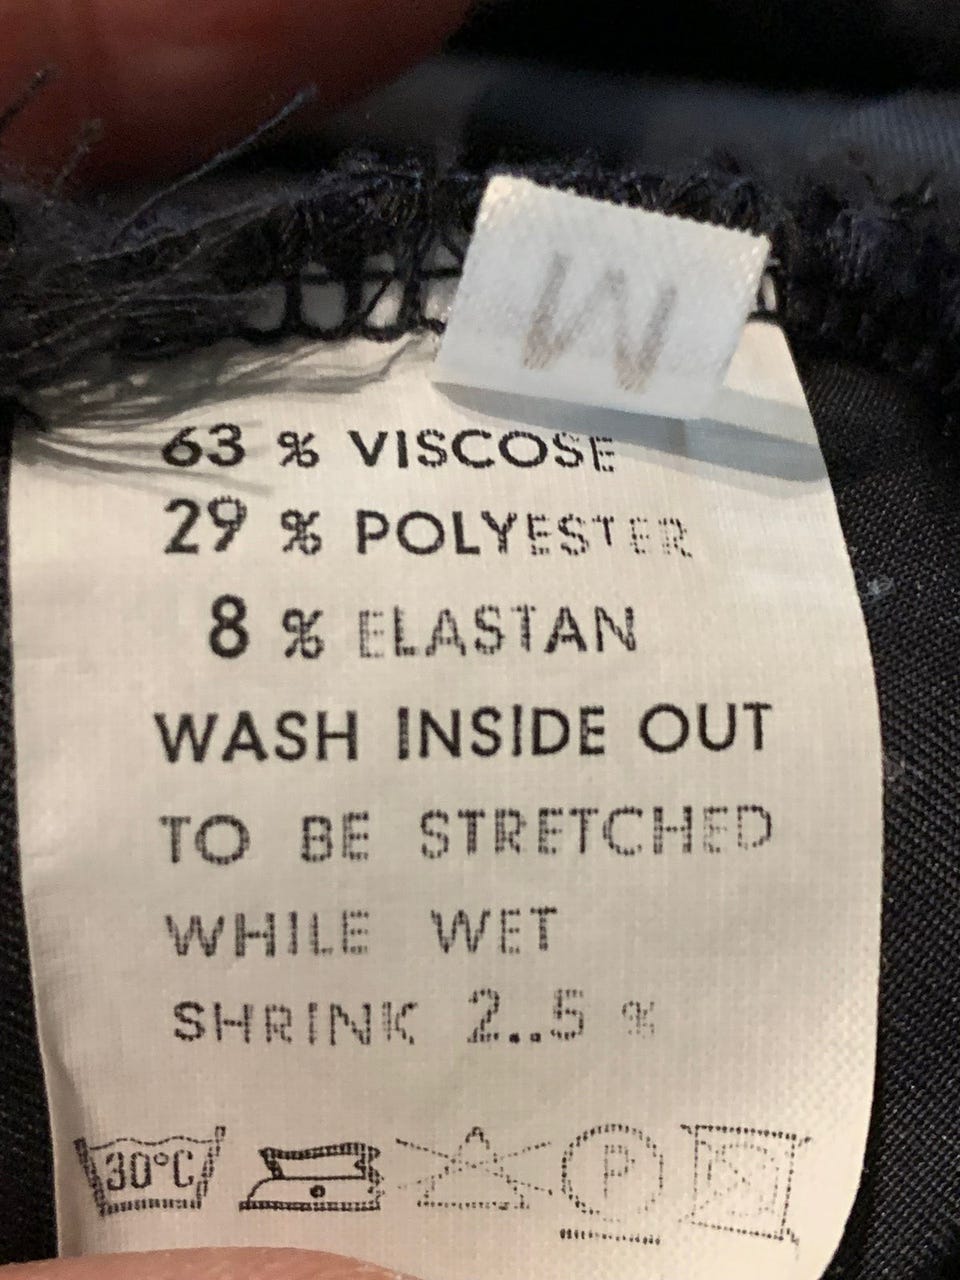 M
63 % VISCOSE
29 % POLYESTER
8 % ELASTAN
WASH INSIDE OUT
TO BE STRETCHED
WHILE WET
SHRINK 2..5 %
30°C P